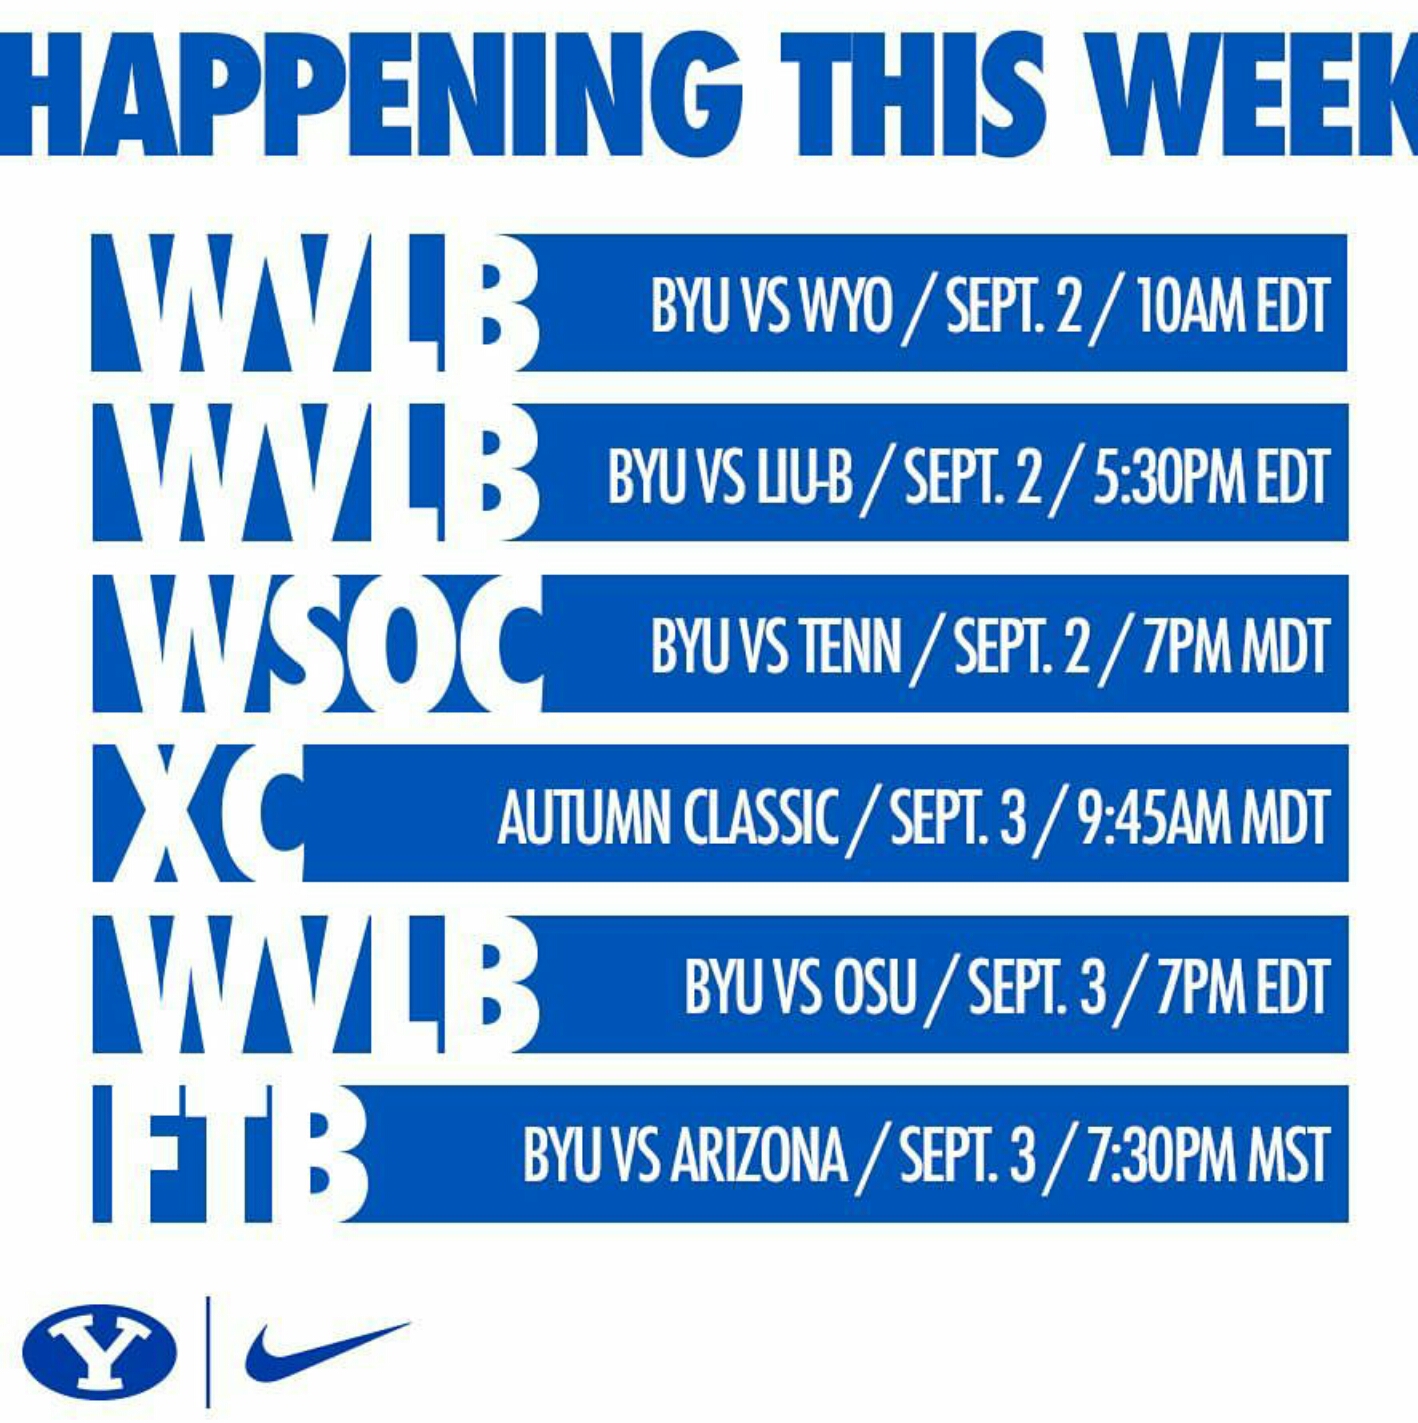 HAPPENING THIS WEEK
WVLB BYU VS WYO / SEPT. 2 / 10AM EDT
WVLB BYU VS LIU-B / SEPT. 2 / 5:30PM EDT
WSOC BYU VS TENN / SEPT. 2 / 7PM MDT
XC AUTUMN CLASSIC / SEPT. 3 / 9:45AM MDT
WVLB BYU VS OSU / SEPT. 3 / 7PM EDT
FTB BYU VS ARIZONA / SEPT. 3 / 7:30PM MST
Y